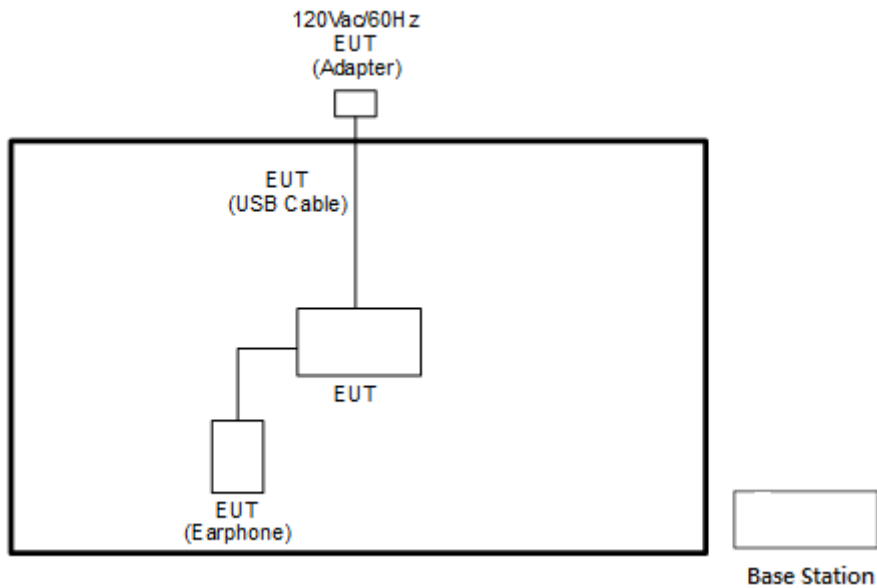 120Vac/60Hz
EUT
(Adapter)
EUT
(USB Cable)
EUT
EUT
(Earphone)
Base Station